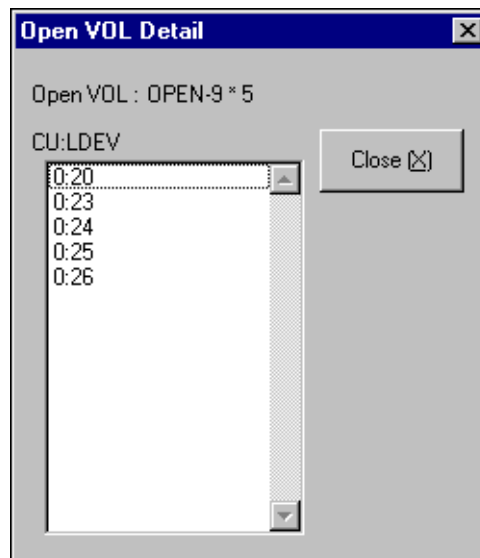 Open VOL Detail
Open VOL : OPEN-9 * 5
CU:LDEV
Close (X)
0:20
0:23
0:24
0:25
0:26